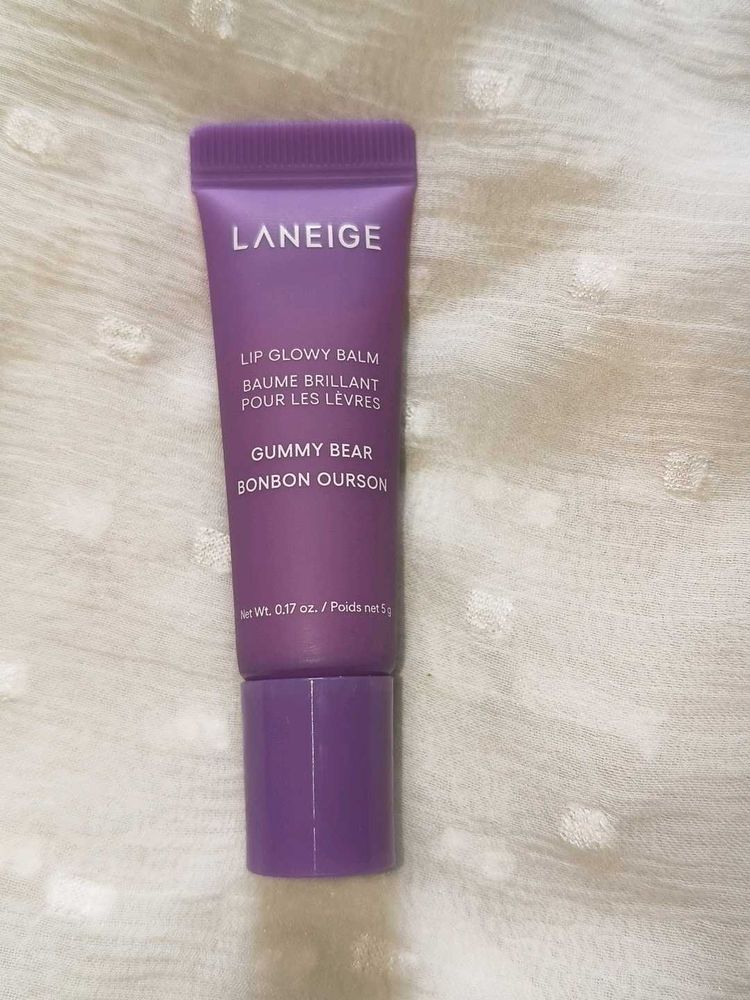 LANEIGE
LIP GLOWY BALM
BAUME BRILLANT
POUR LES LÈVRES
GUMMY BEAR
BONBON OURSON
Net Wt. 0.17 oz. / Poids net 5 g